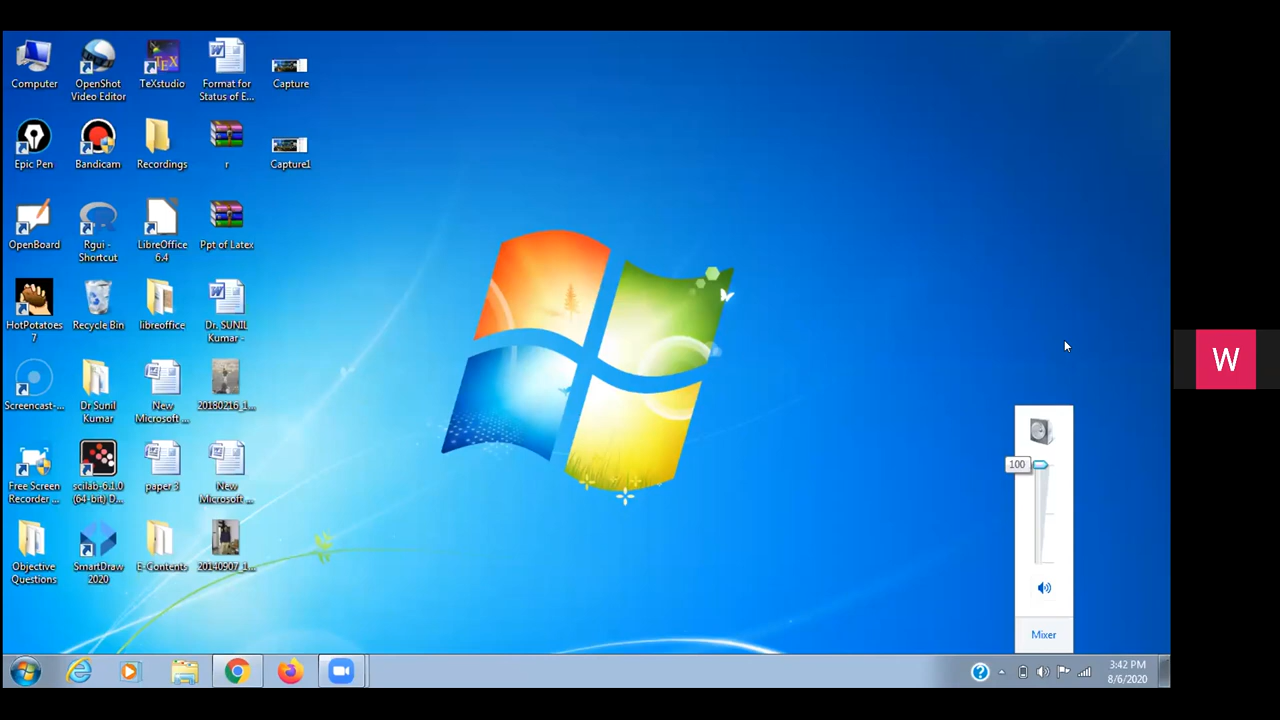 Computer
OpenShot
Video Editor
TeXstudio
Format for
Status of E...
Capture
Epic Pen
Bandicam
Recordings
r
Capture1
OpenBoard
Rgui -
Shortcut
LibreOffice
6.4
Ppt of Latex
HotPotatoes
7
Recycle Bin
libreoffice
Dr. SUNIL
Kumar -
Screencast-...
Dr Sunil
Kumar
New
Microsoft ...
20180216_1...
Free Screen
Recorder ...
scilab-6.1.0
(64-bit) D...
paper 3
New
Microsoft ...
Objective
Questions
SmartDraw
2020
E-Contents
20140907_1...
100
Mixer
W
3:42 PM
8/6/2020